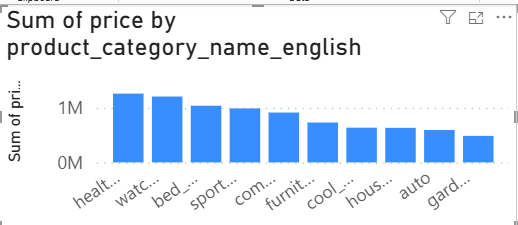 Sum of price by
product_category_name_english
Sum of pri...
1M
0M
healt...
watc...
bed_...
sport...
com...
furnit...
cool_...
hous...
auto
gard...